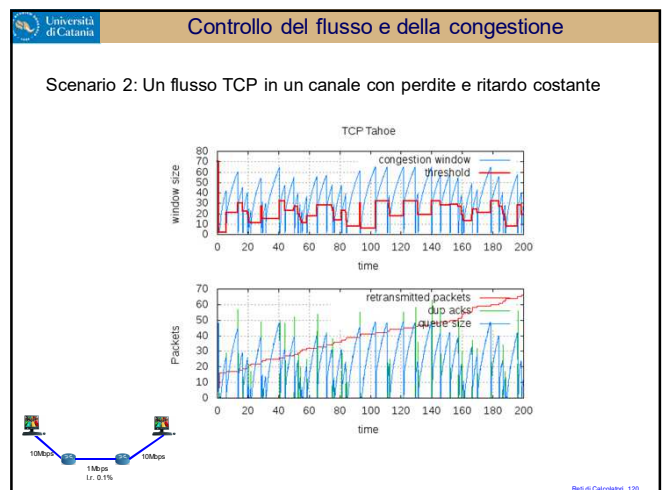 Università
di Catania
Controllo del flusso e della congestione
Scenario 2: Un flusso TCP in un canale con perdite e ritardo costante
TCP Tahoe
window size
80
70
60
50
40
30
20
10
0
congestion window
threshold
0 20 40 60 80 100 120 140 160 180 200
time
Packets
70
60
50
40
30
20
10
0
retransmitted packets
dup acks
queue size
0 20 40 60 80 100 120 140 160 180 200
time
10Mbps
1Mbps
l.r. 0.1%
10Mbps
Reti di Calcolatori 120